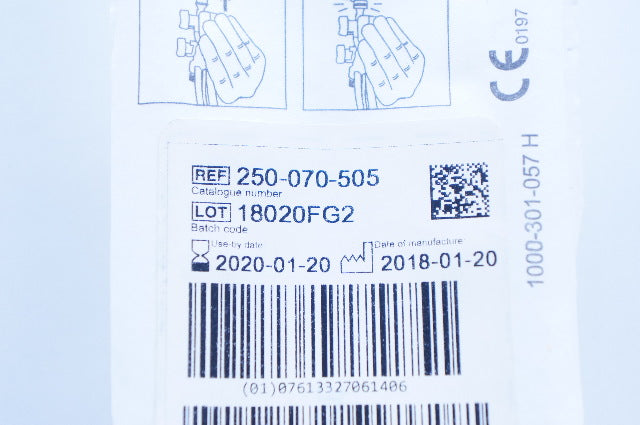 REF 250-070-505
Catalogue number
LOT 18020FG2
Batch code
Use by date
2020-01-20
Date of manufacture
2018-01-20
(01)07613327061406
CE 0197
1000-301-057 H